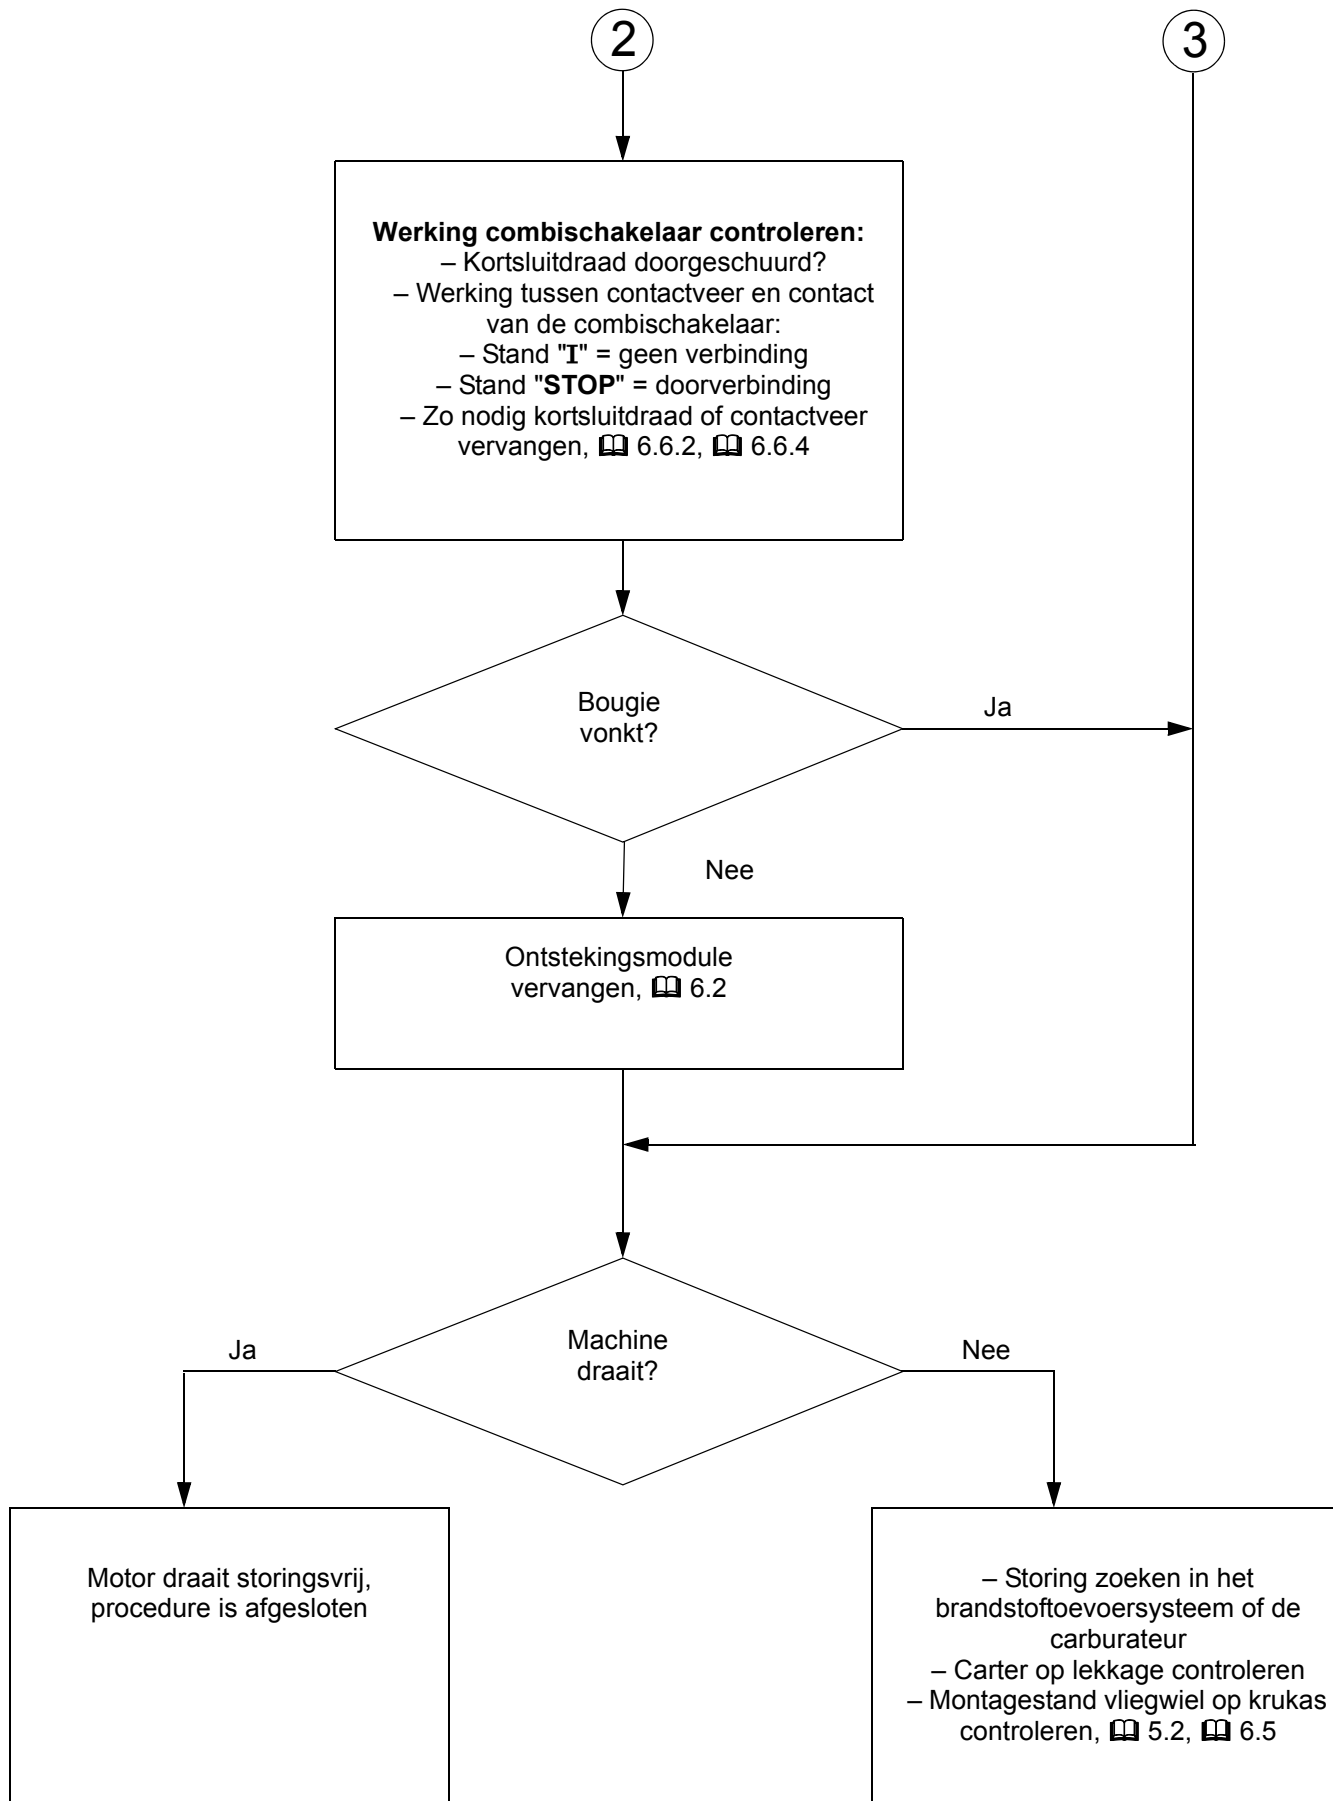 2
3
Werking combischakelaar controleren:
– Kortsluitdraad doorgeschuurd?
– Werking tussen contactveer en contact
van de combischakelaar:
– Stand "I" = geen verbinding
– Stand "STOP" = doorverbinding
– Zo nodig kortsluitdraad of contactveer
vervangen, 🕮 6.6.2, 🕮 6.6.4
Bougie
vonkt?
Ja
Nee
Ontstekingsmodule
vervangen, 🕮 6.2
Machine
draait?
Ja
Nee
Motor draait storingsvrij,
procedure is afgesloten
– Storing zoeken in het
brandstoftoevoersysteem of de
carburateur
– Carter op lekkage controleren
– Montagestand vliegwiel op krukas
controleren, 🕮 5.2, 🕮 6.5